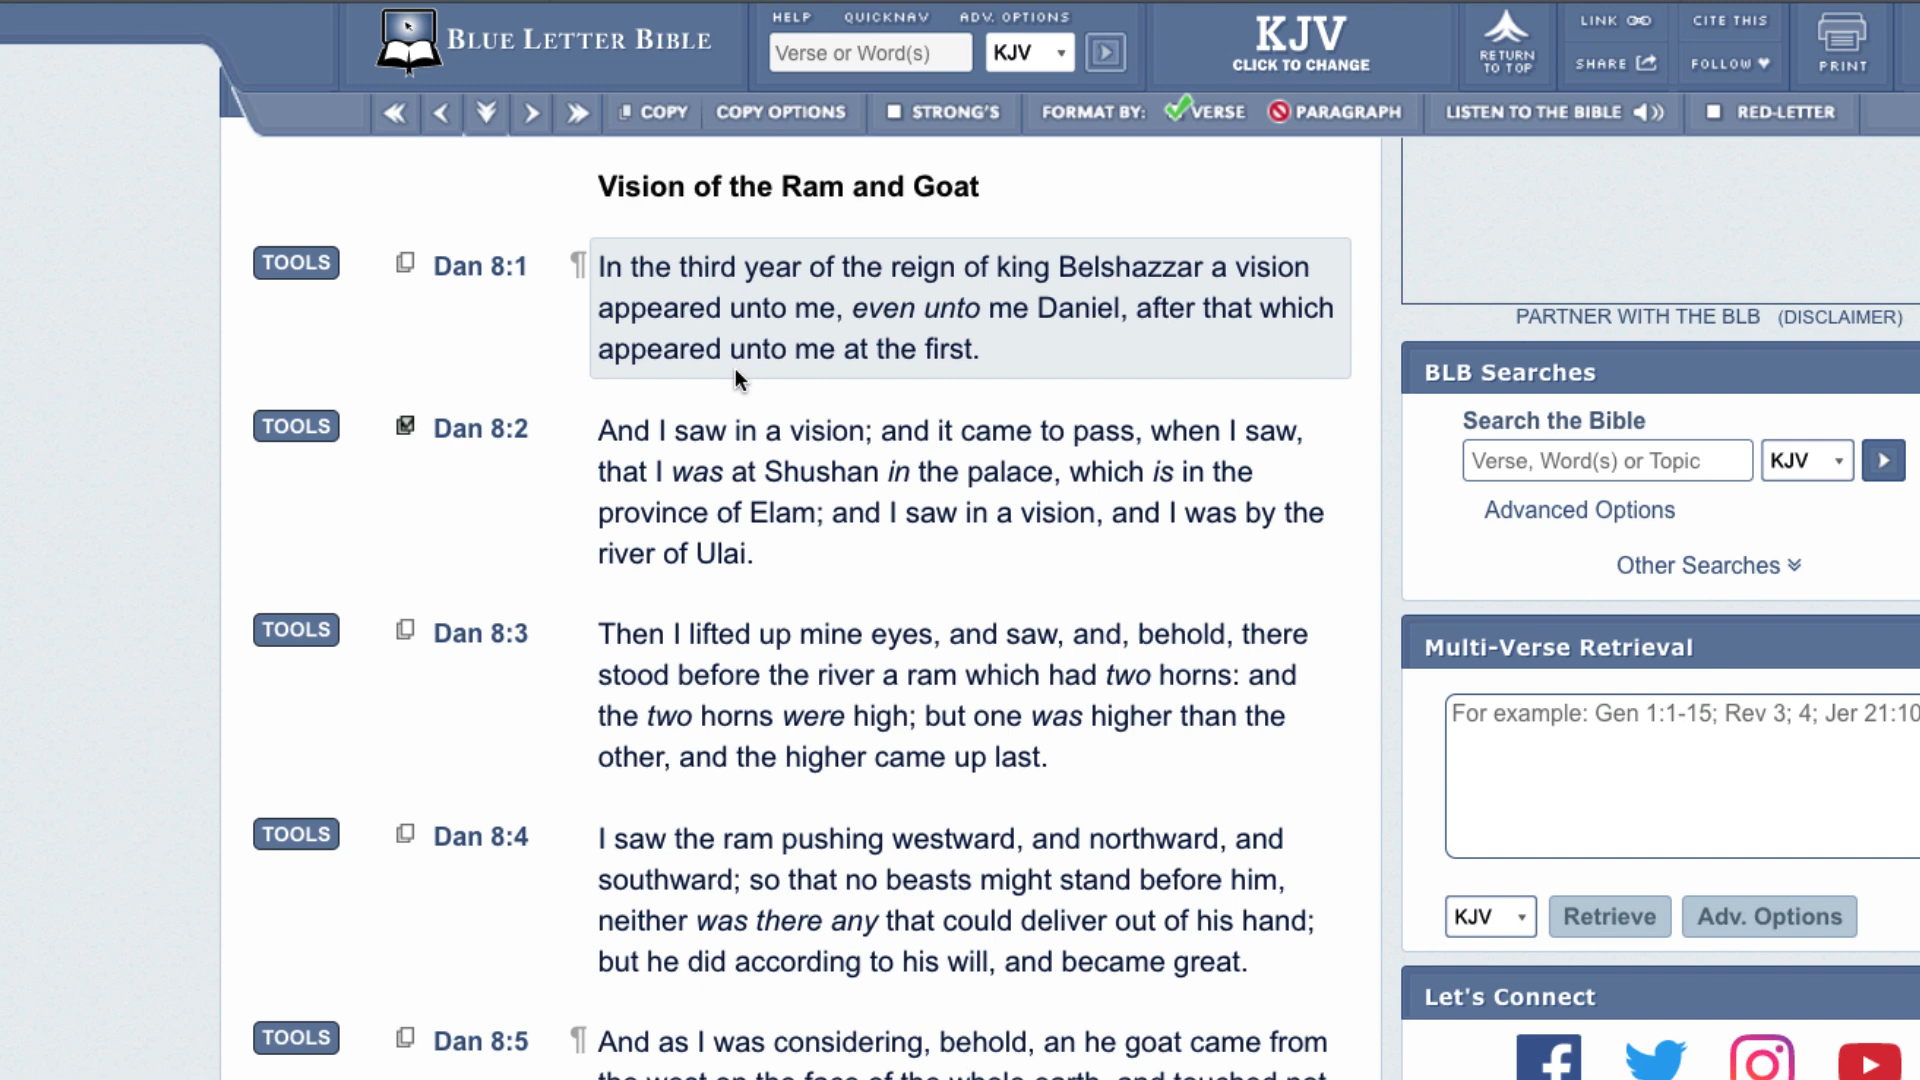 BLUE LETTER BIBLE
HELP QUICKNAV ADV. OPTIONS
Verse or Word(s) KJV
KJV
CLICK TO CHANGE
RETURN
TO TOP
LINK
SHARE
CITE THIS
FOLLOW
PRINT
COPY COPY OPTIONS STRONG'S FORMAT BY: VERSE PARAGRAPH LISTEN TO THE BIBLE RED-LETTER
Vision of the Ram and Goat
TOOLS Dan 8:1 ¶ In the third year of the reign of king Belshazzar a vision
appeared unto me, even unto me Daniel, after that which
appeared unto me at the first.
TOOLS Dan 8:2 And I saw in a vision; and it came to pass, when I saw,
that I was at Shushan in the palace, which is in the
province of Elam; and I saw in a vision, and I was by the
river of Ulai.
TOOLS Dan 8:3 Then I lifted up mine eyes, and saw, and, behold, there
stood before the river a ram which had two horns: and
the two horns were high; but one was higher than the
other, and the higher came up last.
TOOLS Dan 8:4 I saw the ram pushing westward, and northward, and
southward; so that no beasts might stand before him,
neither was there any that could deliver out of his hand;
but he did according to his will, and became great.
TOOLS Dan 8:5 ¶ And as I was considering, behold, an he goat came from
the west on the face of the whole earth, and touched not
PARTNER WITH THE BLB (DISCLAIMER)
BLB Searches
Search the Bible
Verse, Word(s) or Topic KJV
Advanced Options
Other Searches
Multi-Verse Retrieval
For example: Gen 1:1-15; Rev 3; 4; Jer 21:10
KJV Retrieve Adv. Options
Let's Connect